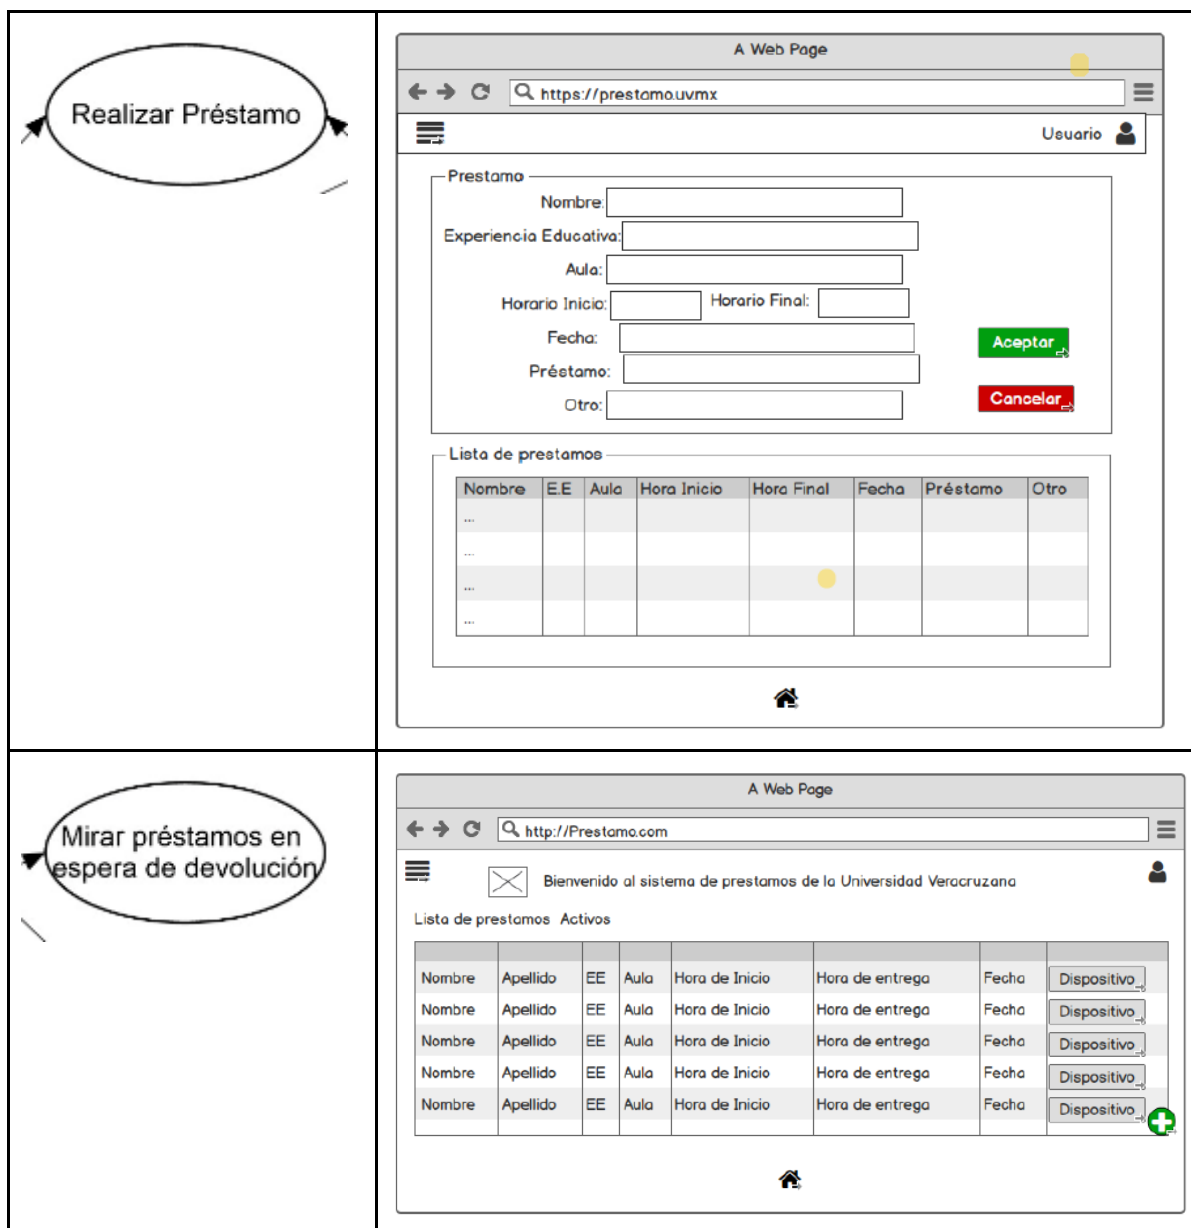 Realizar Préstamo
A Web Page
https://prestamo.uv.mx
Usuario
Prestamo
Nombre:
Experiencia Educativa:
Aula:
Horario Inicio: Horario Final:
Fecha:
Préstamo:
Otro:
Aceptar
Cancelar
Lista de prestamos
Nombre E.E Aula Hora Inicio Hora Final Fecha Préstamo Otro
...
...
...
...
Mirar préstamos en
espera de devolución
A Web Page
http://Prestamo.com
Bienvenido al sistema de prestamos de la Universidad Veracruzana
Lista de prestamos Activos
Nombre Apellido EE Aula Hora de Inicio Hora de entrega Fecha Dispositivo
Nombre Apellido EE Aula Hora de Inicio Hora de entrega Fecha Dispositivo
Nombre Apellido EE Aula Hora de Inicio Hora de entrega Fecha Dispositivo
Nombre Apellido EE Aula Hora de Inicio Hora de entrega Fecha Dispositivo
Nombre Apellido EE Aula Hora de Inicio Hora de entrega Fecha Dispositivo